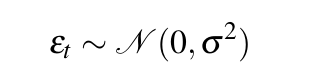 εₜ ∼ 𝒩(0, σ²)